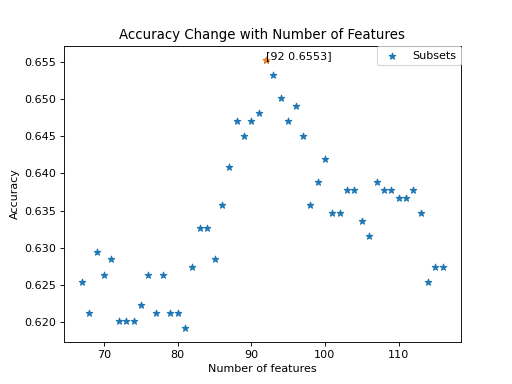 Accuracy Change with Number of Features
[92 0.6553]
Subsets
0.655
0.650
0.645
0.640
0.635
0.630
0.625
0.620
Accuracy
70 80 90 100 110
Number of features